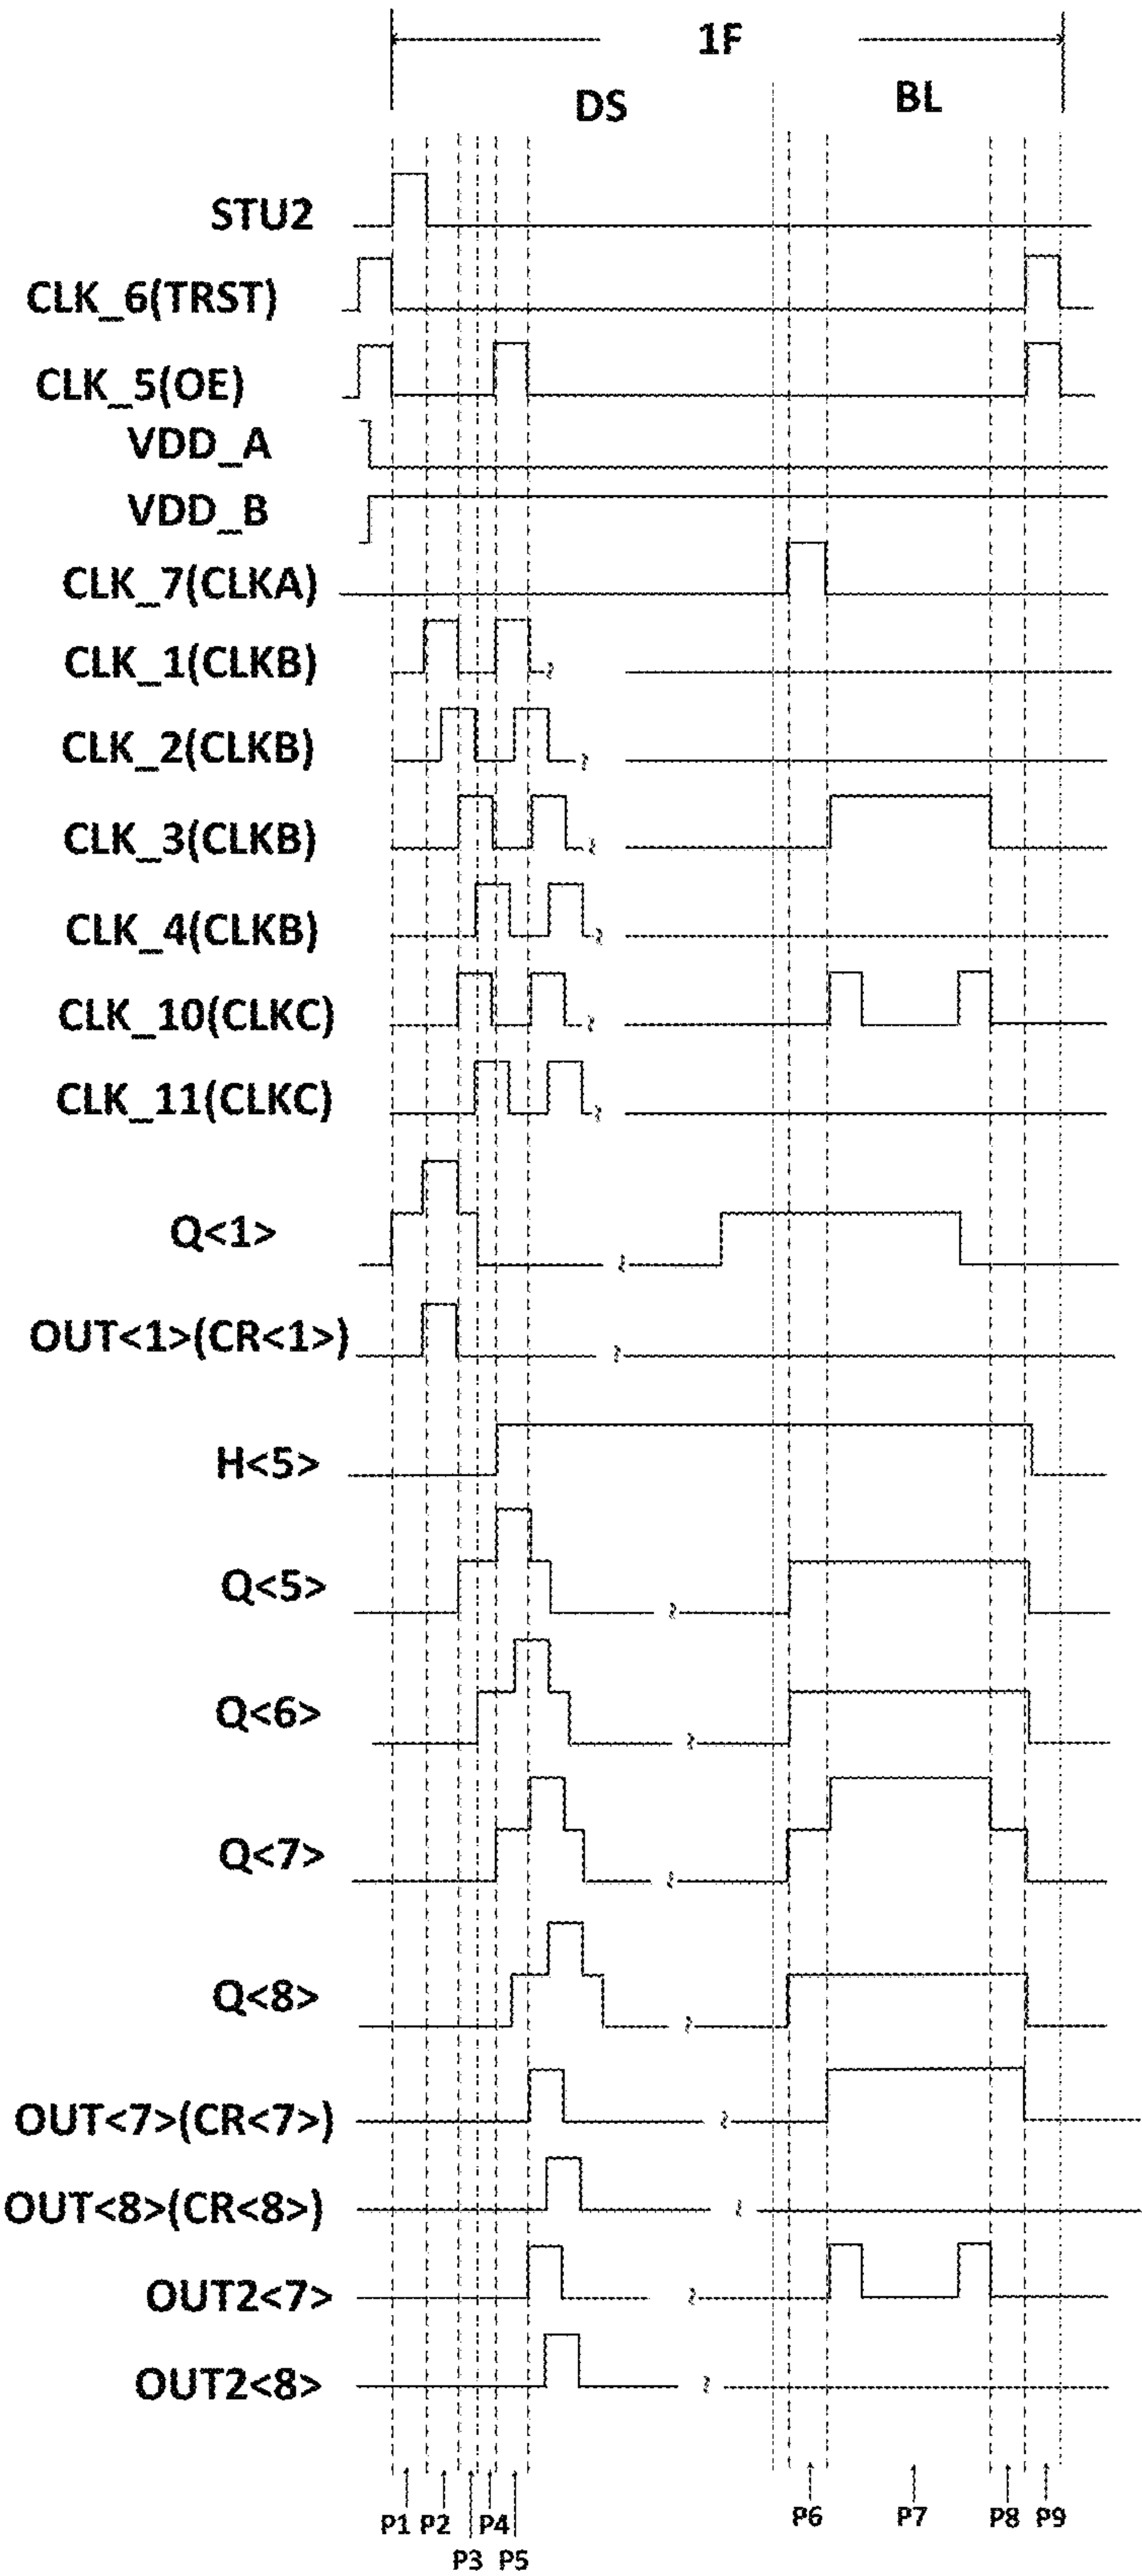 1F
DS
BL
STU2
CLK_6(TRST)
CLK_5(OE)
VDD_A
VDD_B
CLK_7(CLKA)
CLK_1(CLKB)
CLK_2(CLKB)
CLK_3(CLKB)
CLK_4(CLKB)
CLK_10(CLKC)
CLK_11(CLKC)
Q<1>
OUT<1>(CR<1>)
H<5>
Q<5>
Q<6>
Q<7>
Q<8>
OUT<7>(CR<7>)
OUT<8>(CR<8>)
OUT2<7>
OUT2<8>
P1 P2 P4 P6 P7 P8 P9
P3 P5